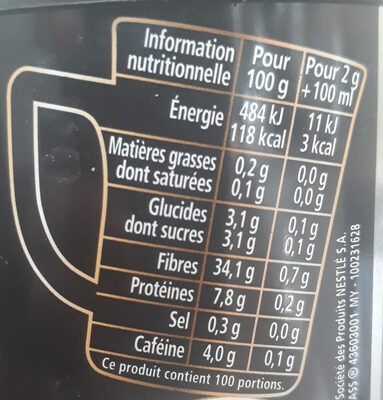 Information nutritionnelle Pour 100 g Pour 2 g + 100 ml
Énergie 484 kJ 11 kJ
118 kcal 3 kcal
Matières grasses 0,2 g 0,0 g
dont saturées 0,1 g 0,0 g
Glucides 3,1 g 0,1 g
dont sucres 3,1 g 0,1 g
Fibres 34,1 g 0,7 g
Protéines 7,8 g 0,2 g
Sel 0,3 g 0,0 g
Caféine 4,0 g 0,1 g
Ce produit contient 100 portions.
Société des Produits NESTLÉ S.A.
ASS ® 43603001 MY - 100231628